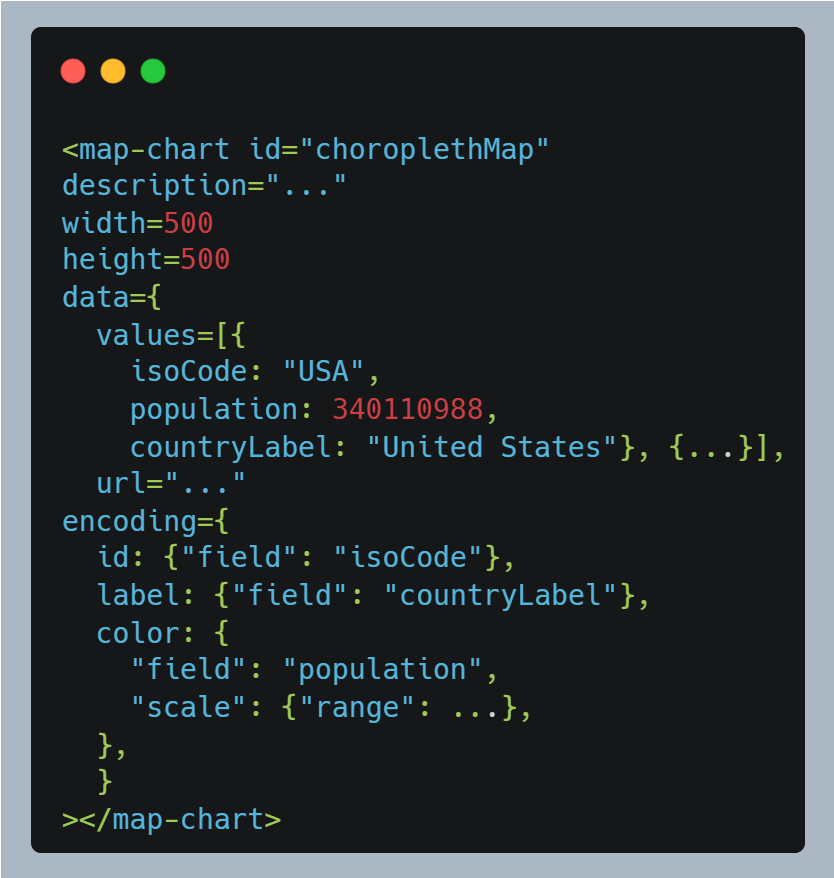 <map-chart id="choroplethMap"
description="..."
width=500
height=500
data={
  values=[{
    isoCode: "USA",
    population: 340110988,
    countryLabel: "United States"}, {...}],
  url="..."
encoding={
  id: {"field": "isoCode"},
  label: {"field": "countryLabel"},
  color: {
    "field": "population",
    "scale": {"range": ...},
  },
  }
></map-chart>